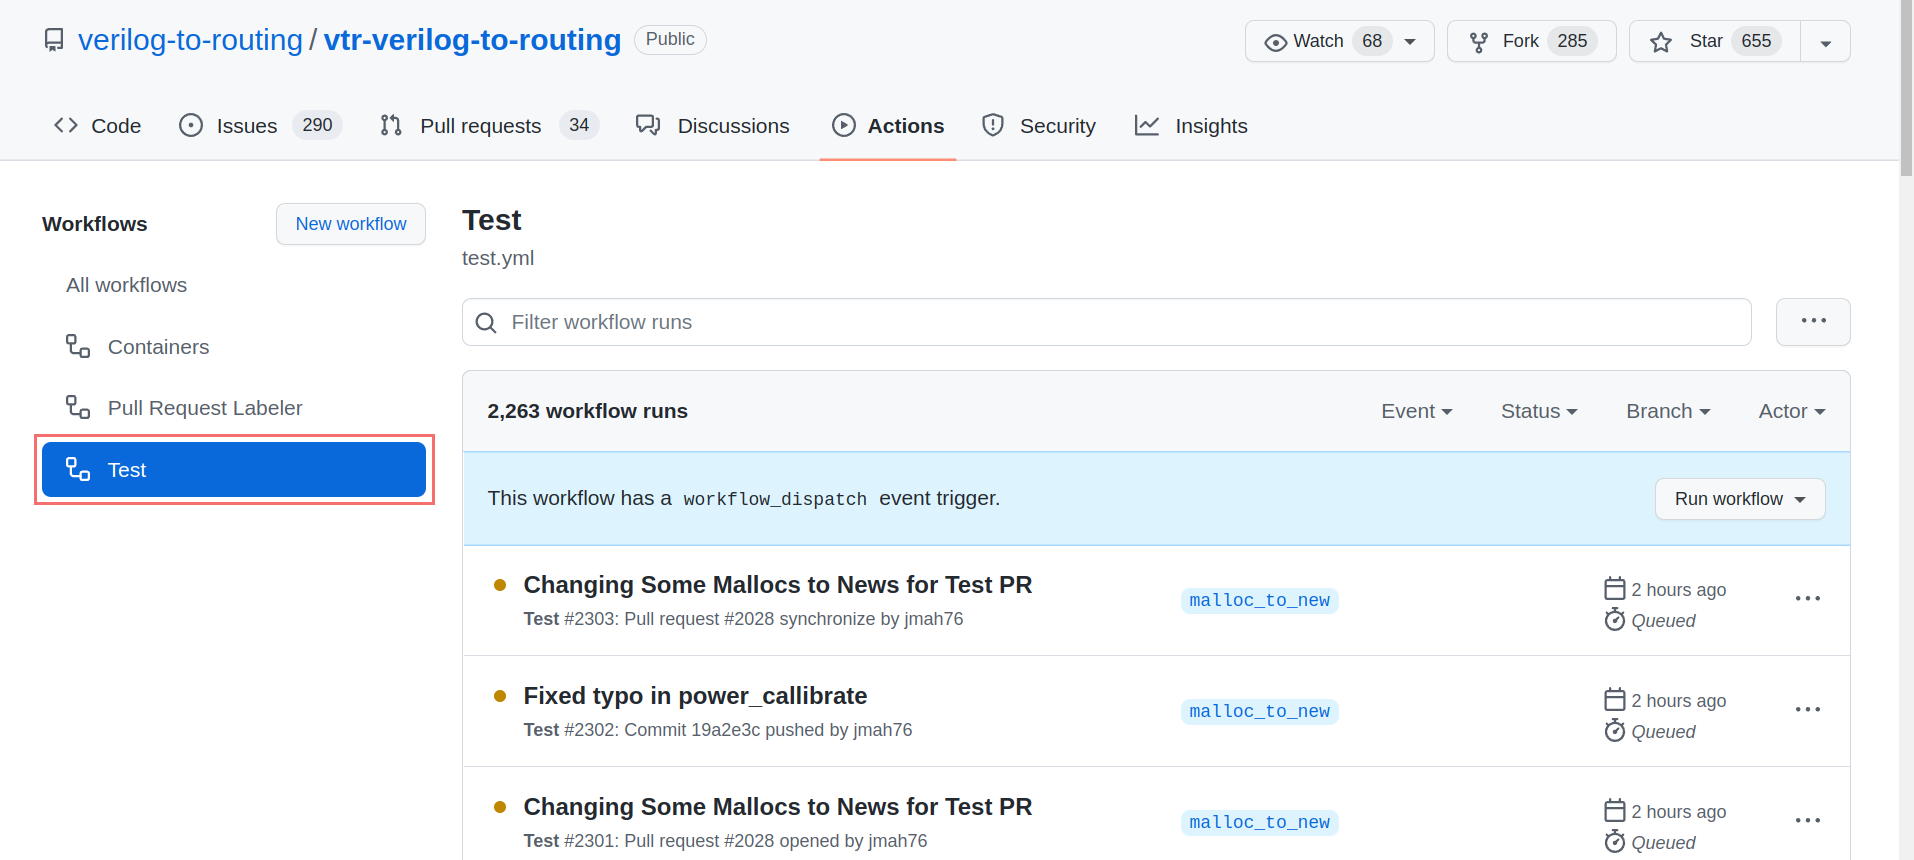 verilog-to-routing / vtr-verilog-to-routing Public
Watch 68 Fork 285 Star 655
Code Issues 290 Pull requests 34 Discussions Actions Security Insights
Workflows
New workflow
All workflows
Containers
Pull Request Labeler
Test
Test
test.yml
Filter workflow runs
2,263 workflow runs Event Status Branch Actor
This workflow has a workflow_dispatch event trigger. Run workflow
Changing Some Mallocs to News for Test PR
Test #2303: Pull request #2028 synchronize by jmah76
malloc_to_new
2 hours ago
Queued
Fixed typo in power_callibrate
Test #2302: Commit 19a2e3c pushed by jmah76
malloc_to_new
2 hours ago
Queued
Changing Some Mallocs to News for Test PR
Test #2301: Pull request #2028 opened by jmah76
malloc_to_new
2 hours ago
Queued